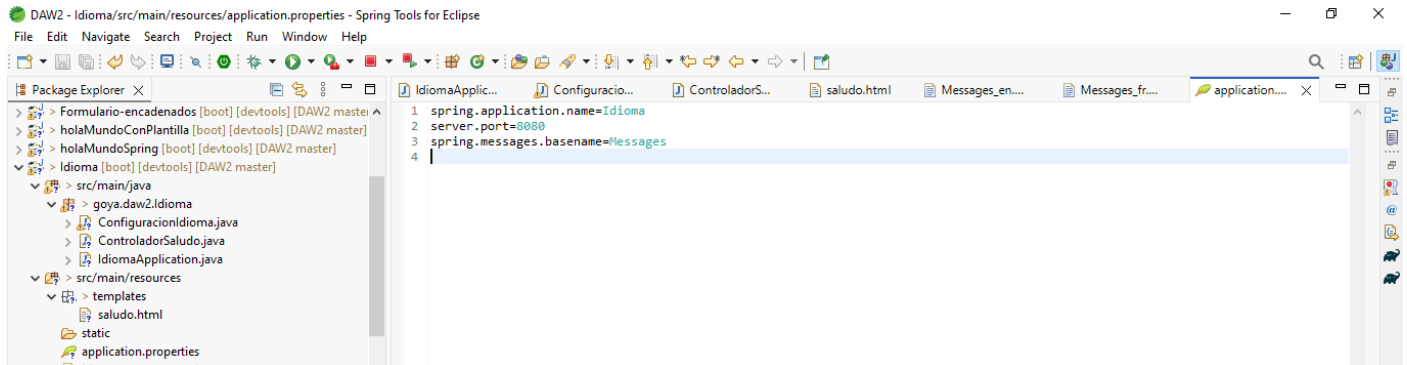 DAW2 - Idioma/src/main/resources/application.properties - Spring Tools for Eclipse
File Edit Navigate Search Project Run Window Help
Package Explorer
> Formulario-encadenados [boot] [devtools] [DAW2 master]
> holaMundoConPlantilla [boot] [devtools] [DAW2 master]
> holaMundoSpring [boot] [devtools] [DAW2 master]
> Idioma [boot] [devtools] [DAW2 master]
> src/main/java
> goya.daw2.Idioma
ConfiguracionIdioma.java
ControladorSaludo.java
IdiomaApplication.java
> src/main/resources
> templates
saludo.html
static
application.properties
IdiomaApplic... Configuracio... ControladorS... saludo.html Messages_en.... Messages_fr.... application....
1 spring.application.name=Idioma
2 server.port=8080
3 spring.messages.basename=Messages
4